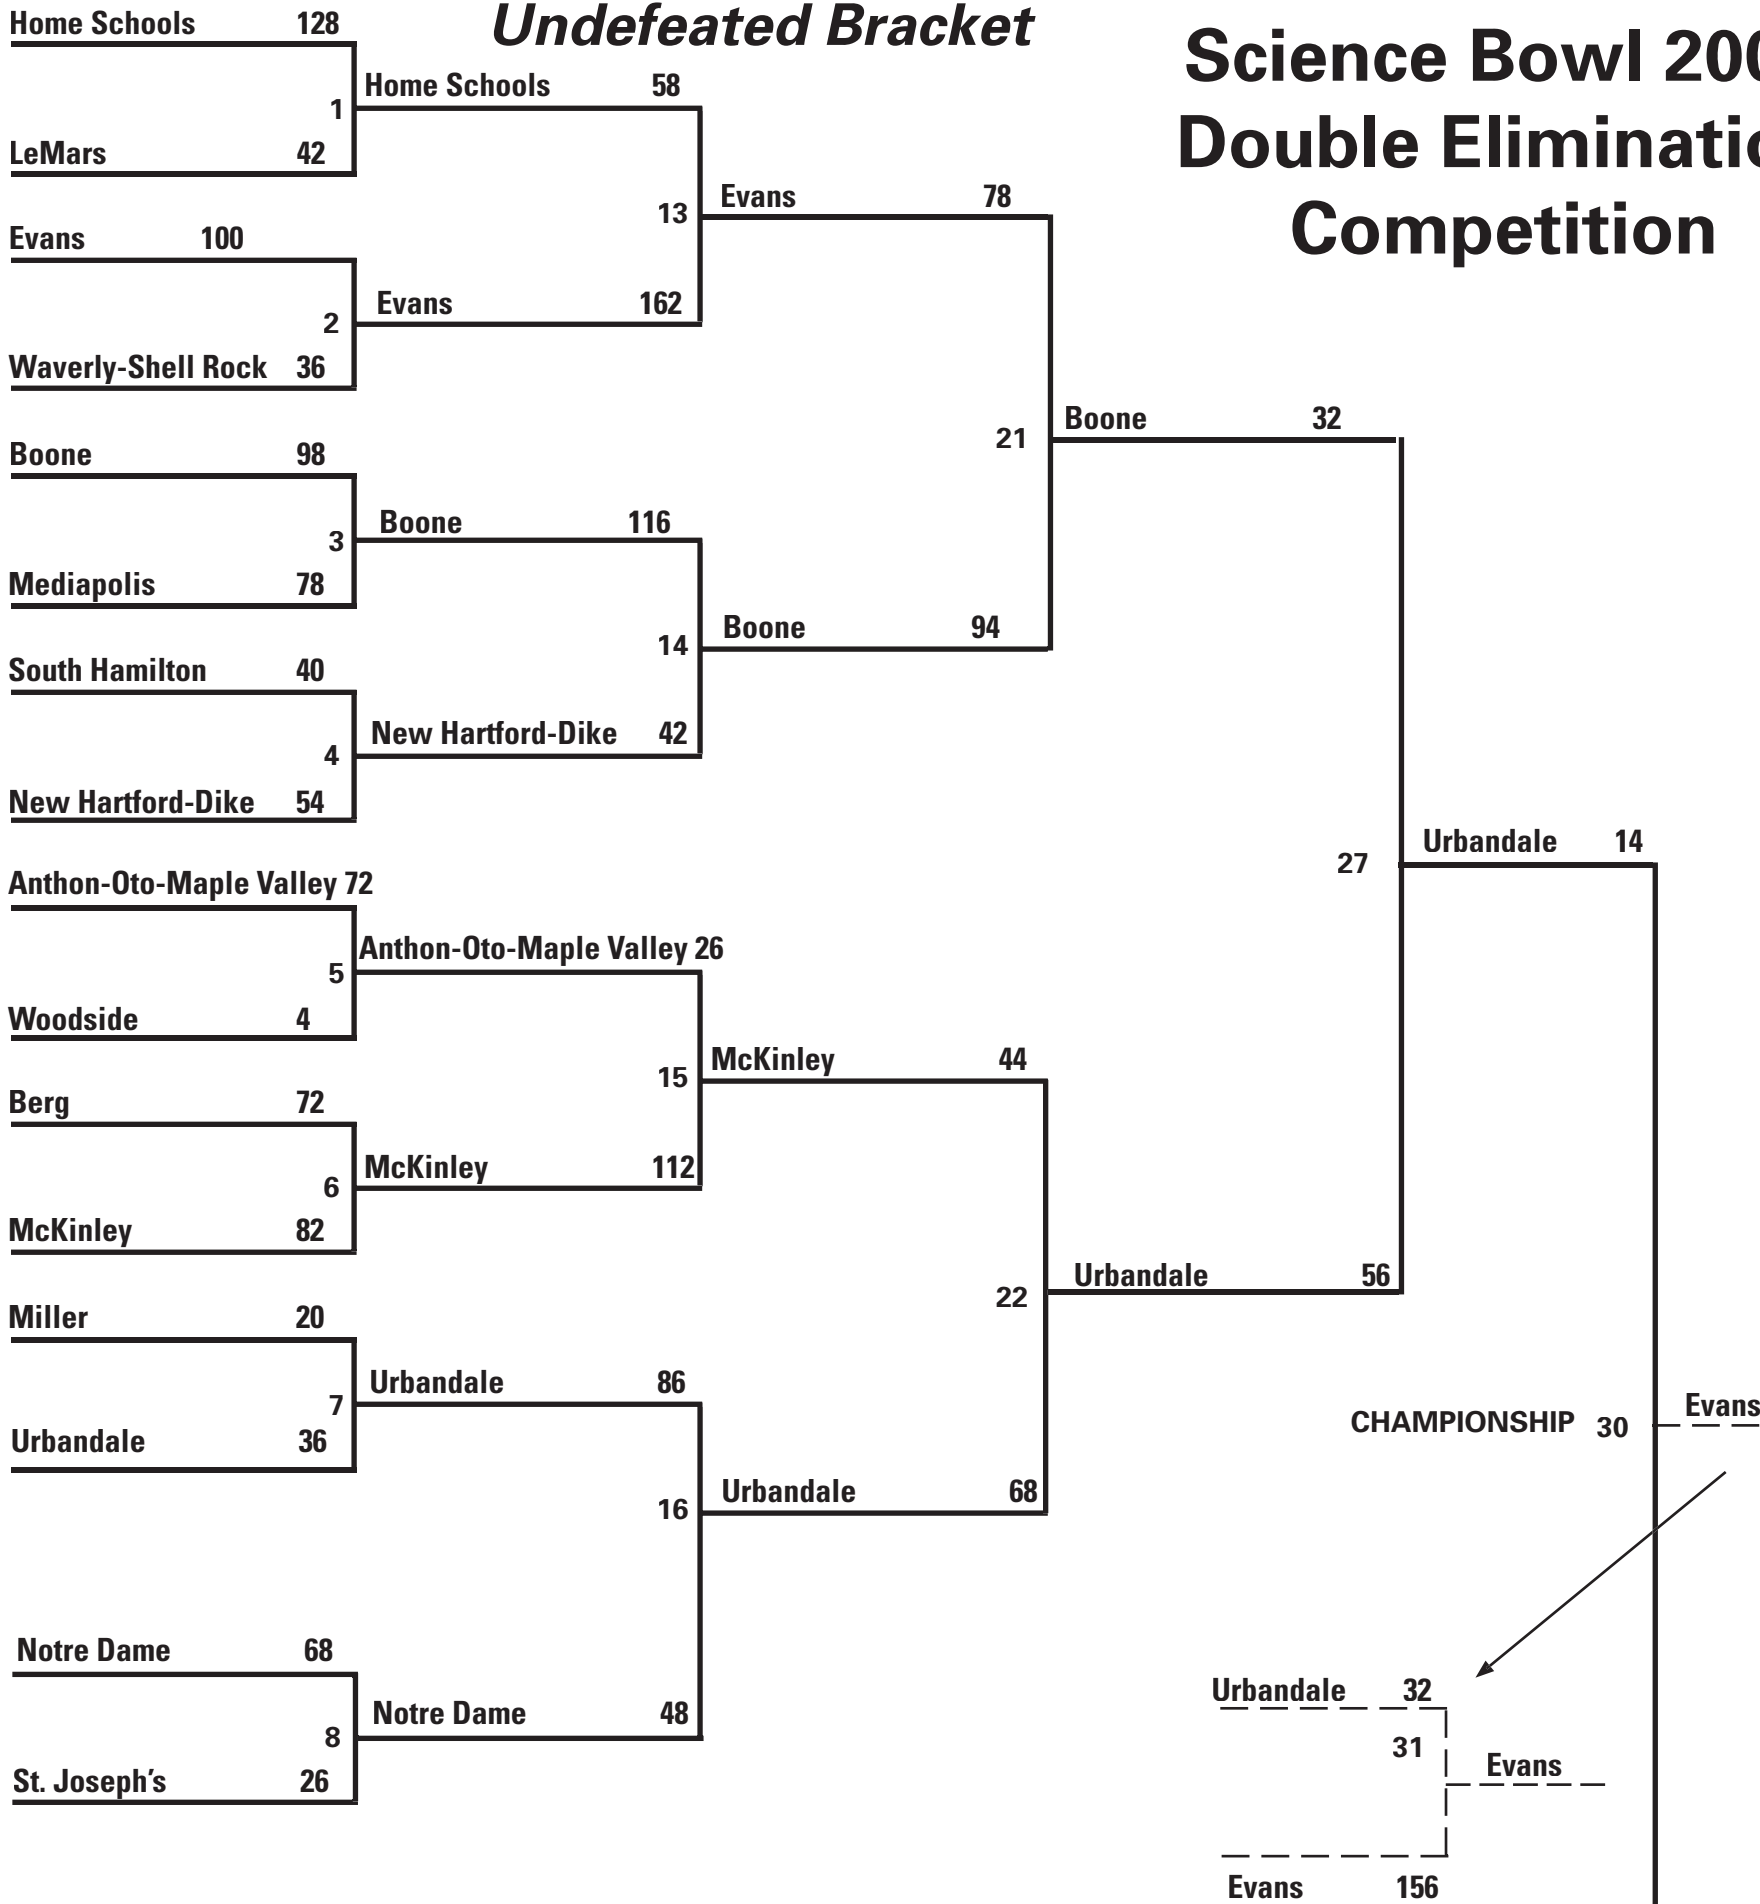 Undefeated Bracket
Science Bowl 200
Double Eliminatio
Competition
Home Schools 128
1
LeMars 42
Home Schools 58
Evans 100
2
Waverly-Shell Rock 36
Evans 162
13
Evans 78
Boone 98
3
Mediapolis 78
Boone 116
South Hamilton 40
4
New Hartford-Dike 54
New Hartford-Dike 42
14
Boone 94
21
Boone 32
Anthon-Oto-Maple Valley 72
5
Woodside 4
Anthon-Oto-Maple Valley 26
Berg 72
6
McKinley 82
McKinley 112
15
McKinley 44
Miller 20
7
Urbandale 36
Urbandale 86
Notre Dame 68
8
St. Joseph's 26
Notre Dame 48
16
Urbandale 68
22
Urbandale 56
27
Urbandale 14
CHAMPIONSHIP 30
Evans
Urbandale 32
31
Evans
Evans 156